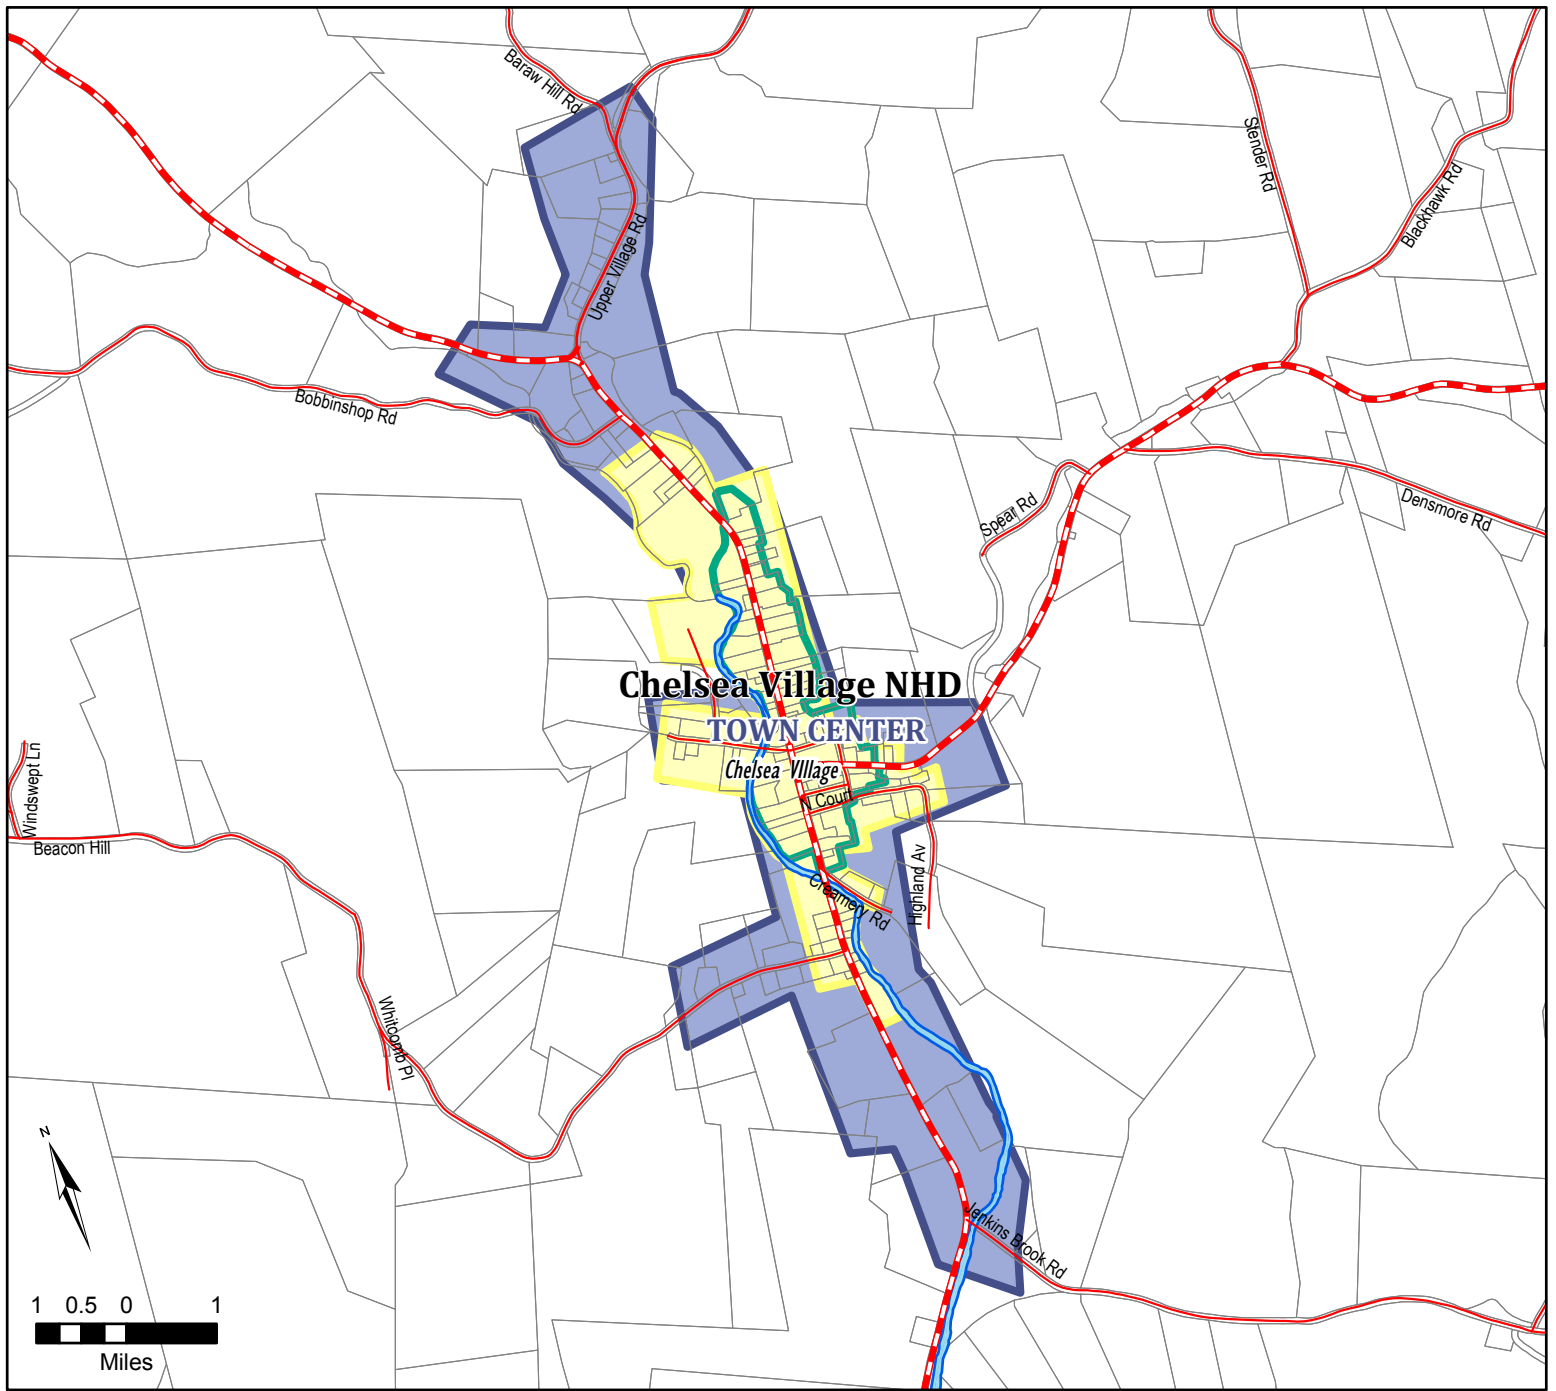 Baraw Hill Rd
Stender Rd
Blackhawk Rd
Upper Village Rd
Bobbinshop Rd
Spear Rd
Densmore Rd
Chelsea Village NHD
TOWN CENTER
Chelsea VIllage
N Court
Windswept Ln
Beacon Hill
Highland Av
Creamery Rd
Whitcomb Pl
Jenkins Brook Rd
N
1 0.5 0 1
Miles